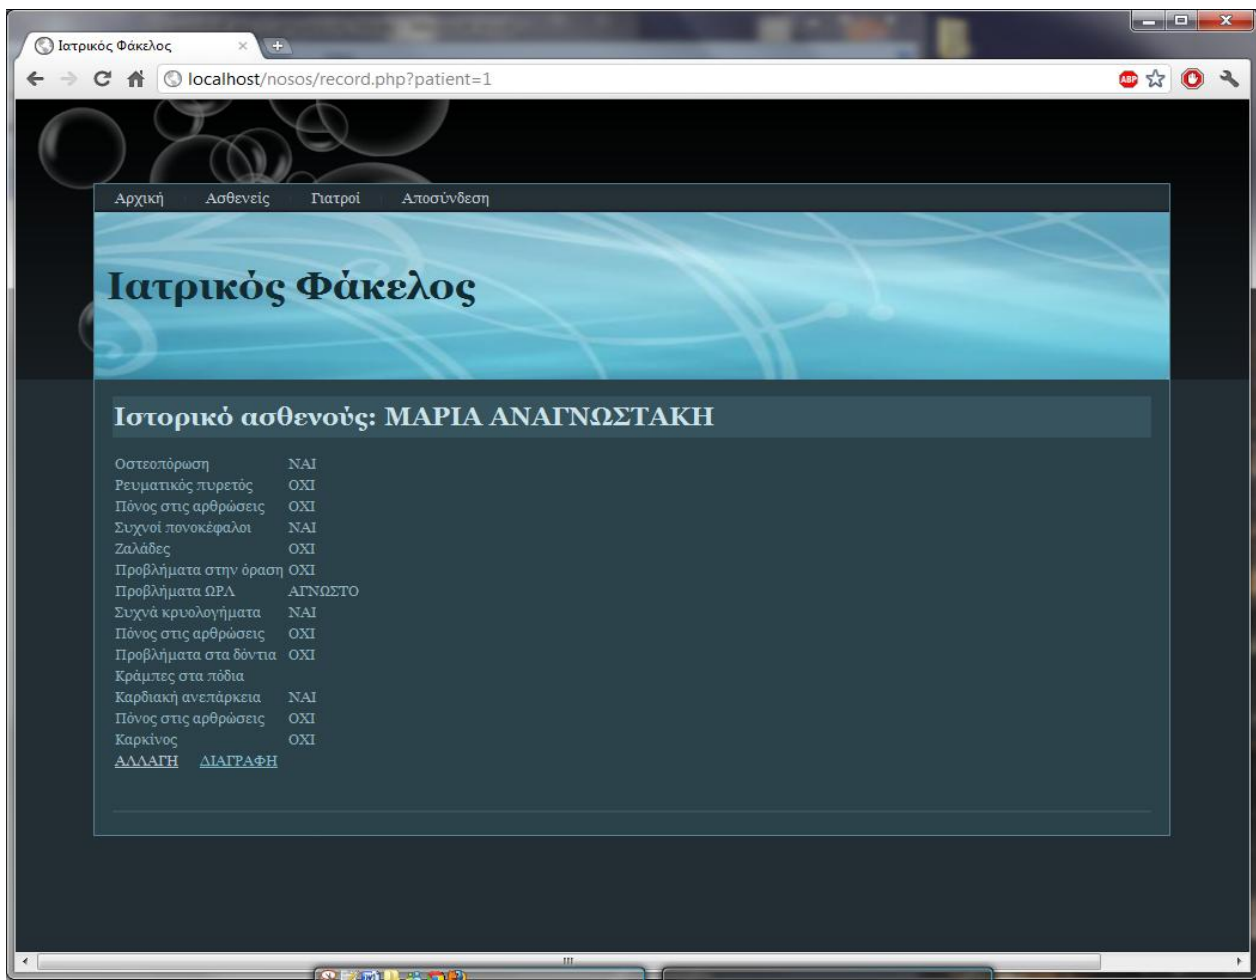 Ιατρικός Φάκελος
localhost/nosos/record.php?patient=1
ABP
Αρχική Ασθενείς Γιατροί Αποσύνδεση
Ιατρικός Φάκελος
Ιστορικό ασθενούς: ΜΑΡΙΑ ΑΝΑΓΝΩΣΤΑΚΗ
Οστεοπόρωση ΝΑΙ
Ρευματικός πυρετός ΟΧΙ
Πόνος στις αρθρώσεις ΟΧΙ
Συχνοί πονοκέφαλοι ΝΑΙ
Ζαλάδες ΟΧΙ
Προβλήματα στην όραση ΟΧΙ
Προβλήματα ΩΡΛ ΑΓΝΩΣΤΟ
Συχνά κρυολογήματα ΝΑΙ
Πόνος στις αρθρώσεις ΟΧΙ
Προβλήματα στα δόντια ΟΧΙ
Κράμπες στα πόδια
Καρδιακή ανεπάρκεια ΝΑΙ
Πόνος στις αρθρώσεις ΟΧΙ
Καρκίνος ΟΧΙ
ΑΛΛΑΓΗ ΔΙΑΓΡΑΦΗ